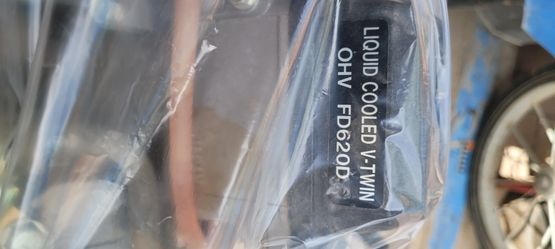 LIQUID COOLED V-TWIN
OHV FD620D